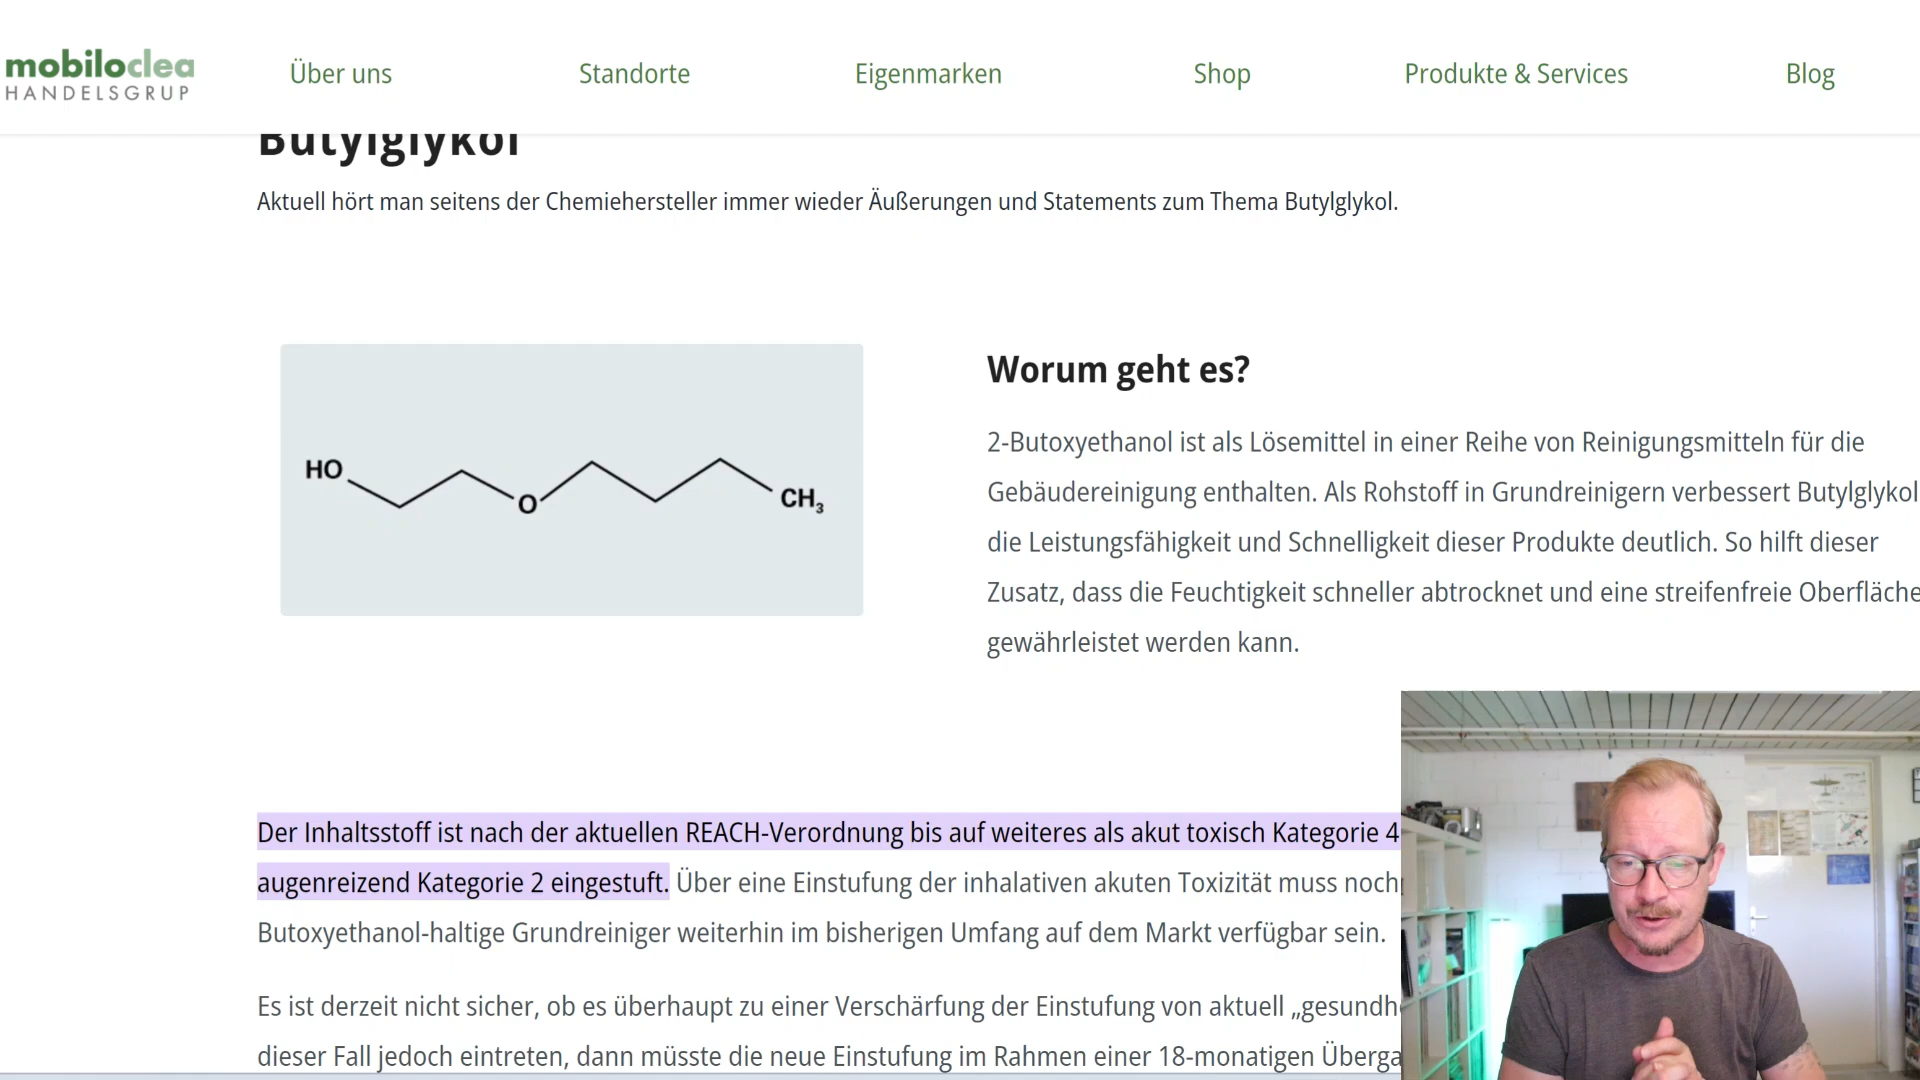 mobiloclea
HANDELSGRUP
Über uns
Standorte
Eigenmarken
Shop
Produkte & Services
Blog
Butylglykol
Aktuell hört man seitens der Chemiehersteller immer wieder Äußerungen und Statements zum Thema Butylglykol.
HO
O
CH3
Worum geht es?
2-Butoxyethanol ist als Lösemittel in einer Reihe von Reinigungsmitteln für die
Gebäudereinigung enthalten. Als Rohstoff in Grundreinigern verbessert Butylglykol
die Leistungsfähigkeit und Schnelligkeit dieser Produkte deutlich. So hilft dieser
Zusatz, dass die Feuchtigkeit schneller abtrocknet und eine streifenfreie Oberfläche
gewährleistet werden kann.
Der Inhaltsstoff ist nach der aktuellen REACH-Verordnung bis auf weiteres als akut toxisch Kategorie 4
augenreizend Kategorie 2 eingestuft. Über eine Einstufung der inhalativen akuten Toxizität muss noch
Butoxyethanol-haltige Grundreiniger weiterhin im bisherigen Umfang auf dem Markt verfügbar sein.
Es ist derzeit nicht sicher, ob es überhaupt zu einer Verschärfung der Einstufung von aktuell „gesundh
dieser Fall jedoch eintreten, dann müsste die neue Einstufung im Rahmen einer 18-monatigen Überga